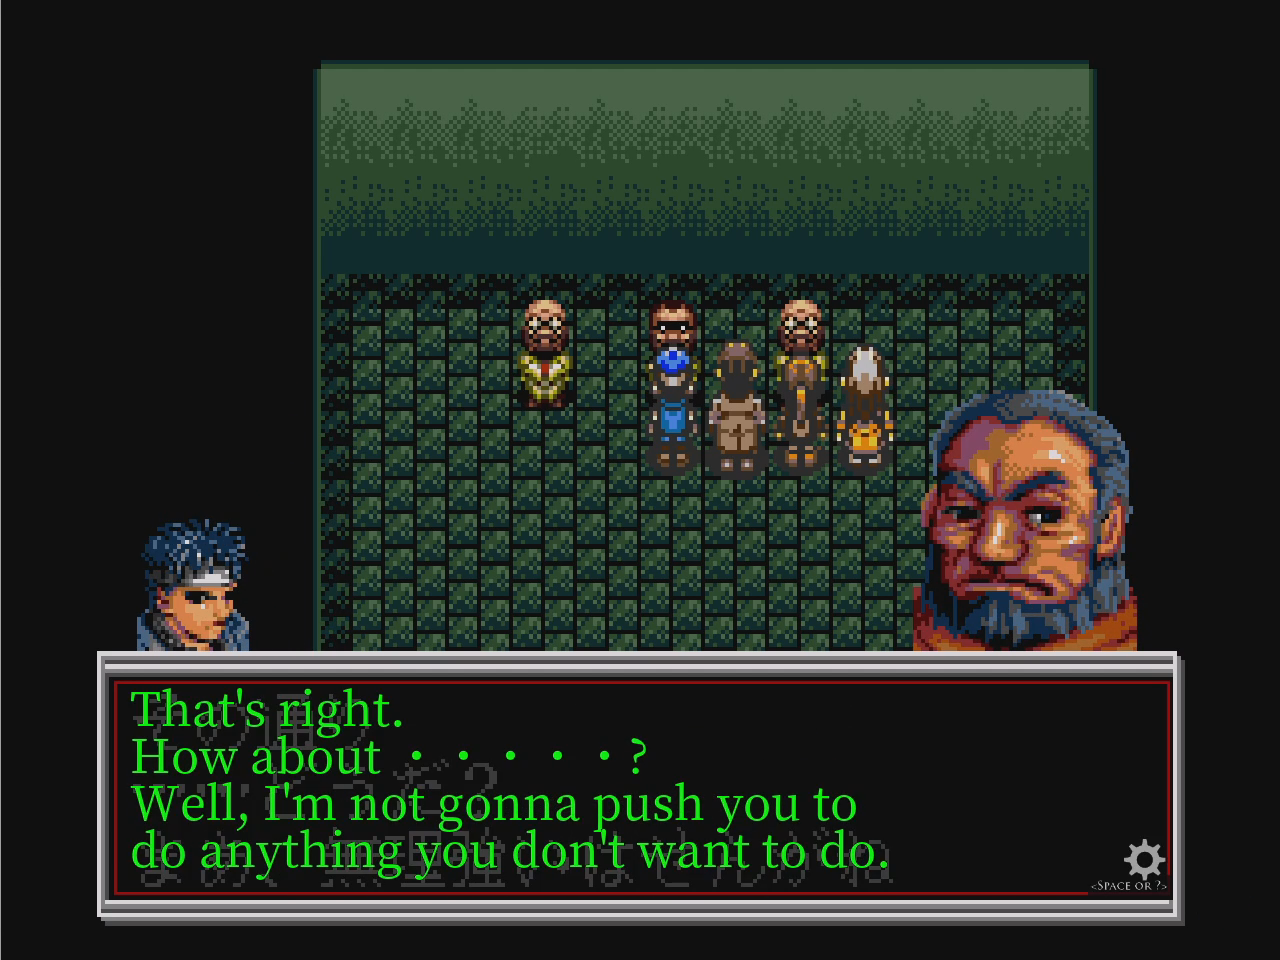 That's right.
How about ・・・・・?
Well, I'm not gonna push you to
do anything you don't want to do.
<Space or ?>